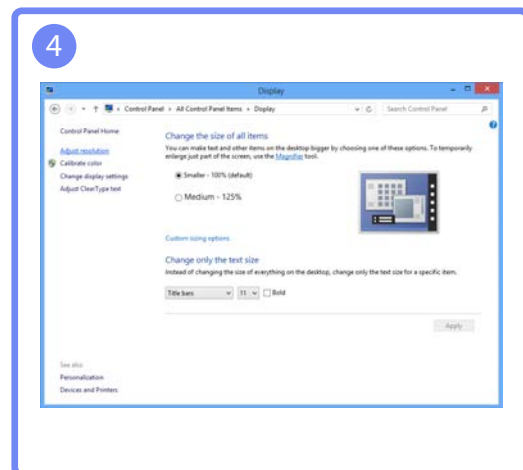 4
Display
Control Panel ▸ All Control Panel Items ▸ Display
Search Control Panel
Control Panel Home
Adjust resolution
Calibrate color
Change display settings
Adjust ClearType text
Change the size of all items
You can make text and other items on the desktop bigger by choosing one of these options. To temporarily
enlarge just part of the screen, use the Magnifier tool.
Smaller - 100% (default)
Medium - 125%
Custom sizing options
Change only the text size
Instead of changing the size of everything on the desktop, change only the text size for a specific item.
Title bars 11 Bold
Apply
See also
Personalization
Devices and Printers